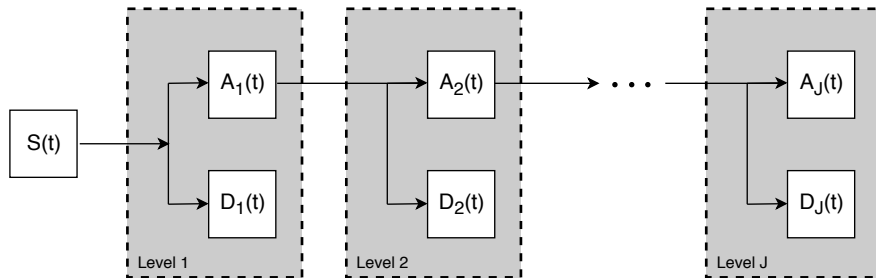 S(t)
A1(t)
D1(t)
Level 1
A2(t)
D2(t)
Level 2
AJ(t)
DJ(t)
Level J